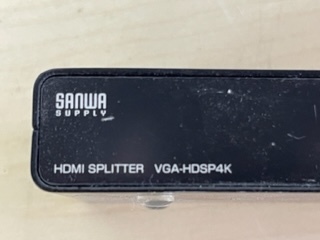 SANWA
SUPPLY
HDMI SPLITTER VGA-HDSP4K